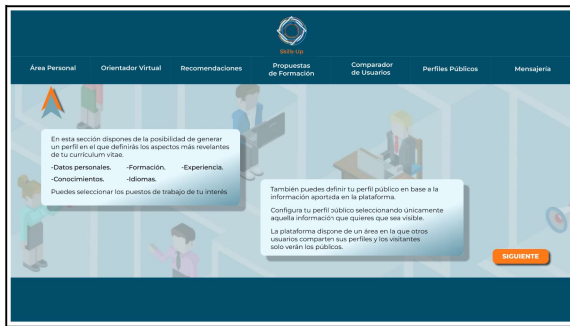 Skills-Up
Área Personal
Orientador Virtual
Recomendaciones
Propuestas
de Formación
Comparador
de Usuarios
Perfiles Públicos
Mensajería
En esta sección dispones de la posibilidad de generar
un perfil en el que definirás los aspectos más revelantes
de tu currículum vitae.
-Datos personales. -Formación. -Experiencia.
-Conocimientos. -Idiomas.
Puedes seleccionar los puestos de trabajo de tu interés
También puedes definir tu perfil público en base a la
información aportada en la plataforma.
Configura tu perfil público seleccionando únicamente
aquella información que quieres que sea visible.
La plataforma dispone de un área en la que otros
usuarios comparten sus perfiles y los visitantes
solo verán los públicos.
SIGUIENTE